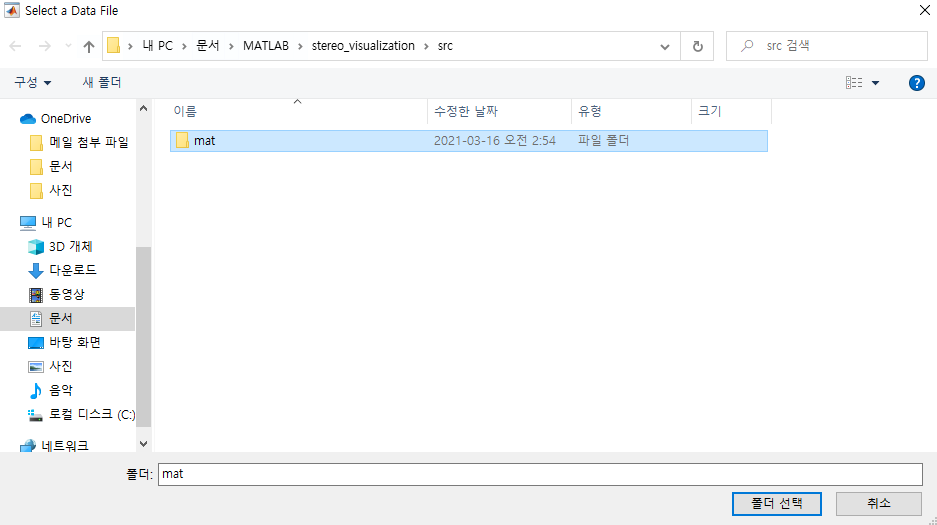 Select a Data File
내 PC > 문서 > MATLAB > stereo_visualization > src
src 검색
구성
새 폴더
OneDrive
메일 첨부 파일
문서
사진
내 PC
3D 개체
다운로드
동영상
문서
바탕 화면
사진
음악
로컬 디스크 (C:)
네트워크
이름 수정한 날짜 유형 크기
mat 2021-03-16 오전 2:54 파일 폴더
폴더: mat
폴더 선택 취소